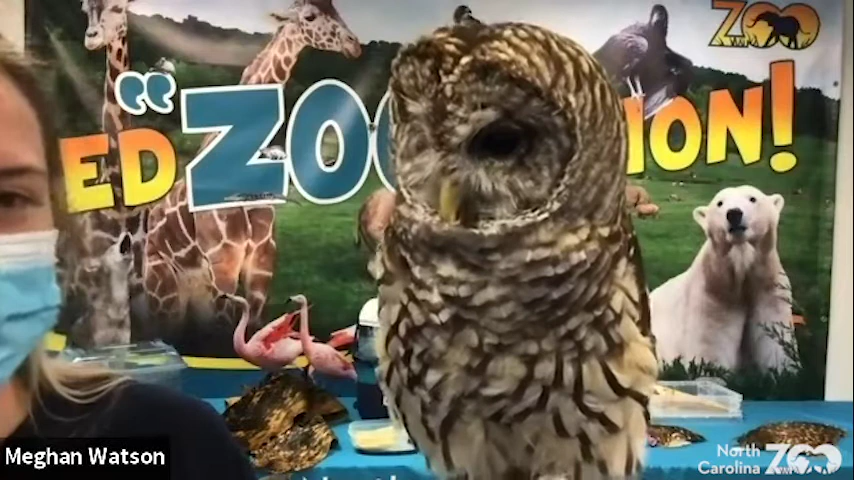 ZOO
ED “ZOO ION!
Meghan Watson
North
Carolina ZOO